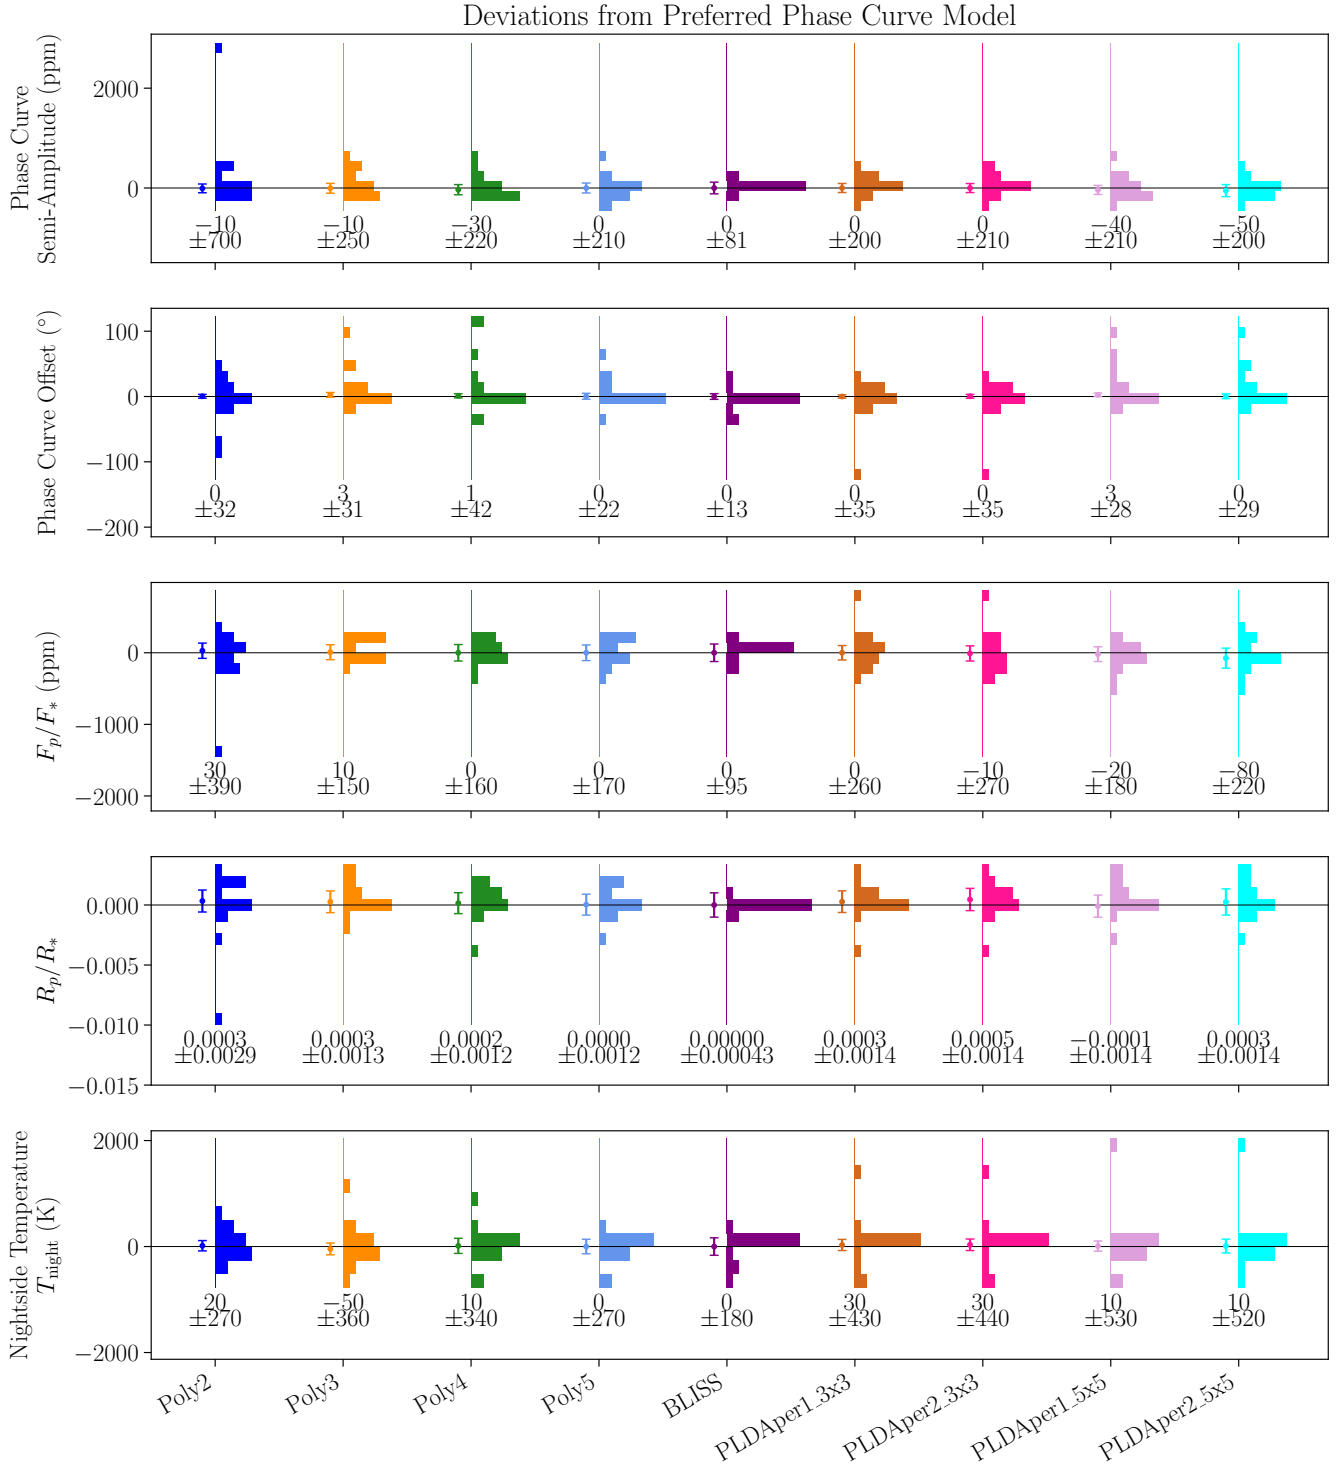 Deviations from Preferred Phase Curve Model
Phase Curve
Semi-Amplitude (ppm)
2000
0
−10 −10 −30 0 0 0 0 −40 −50
±700 ±250 ±220 ±210 ±81 ±200 ±210 ±210 ±200
Phase Curve Offset (°)
100
0
−100
−200
0 3 1 0 0 0 0 3 0
±32 ±31 ±42 ±22 ±13 ±35 ±35 ±28 ±29
Fp/F* (ppm)
0
−1000
−2000
30 10 0 0 0 0 −10 −20 −80
±390 ±150 ±160 ±170 ±95 ±260 ±270 ±180 ±220
Rp/R*
0.000
−0.005
−0.010
−0.015
0.0003 0.0003 0.0002 0.0000 0.00000 0.0003 0.0005 −0.0001 0.0003
±0.0029 ±0.0013 ±0.0012 ±0.0012 ±0.00043 ±0.0014 ±0.0014 ±0.0014 ±0.0014
Nightside Temperature
Tnight (K)
2000
0
−2000
20 −50 10 0 0 30 30 10 10
±270 ±360 ±340 ±270 ±180 ±430 ±440 ±530 ±520
Poly2
Poly3
Poly4
Poly5
BLISS
PLDAper1_3x3
PLDAper2_3x3
PLDAper1_5x5
PLDAper2_5x5